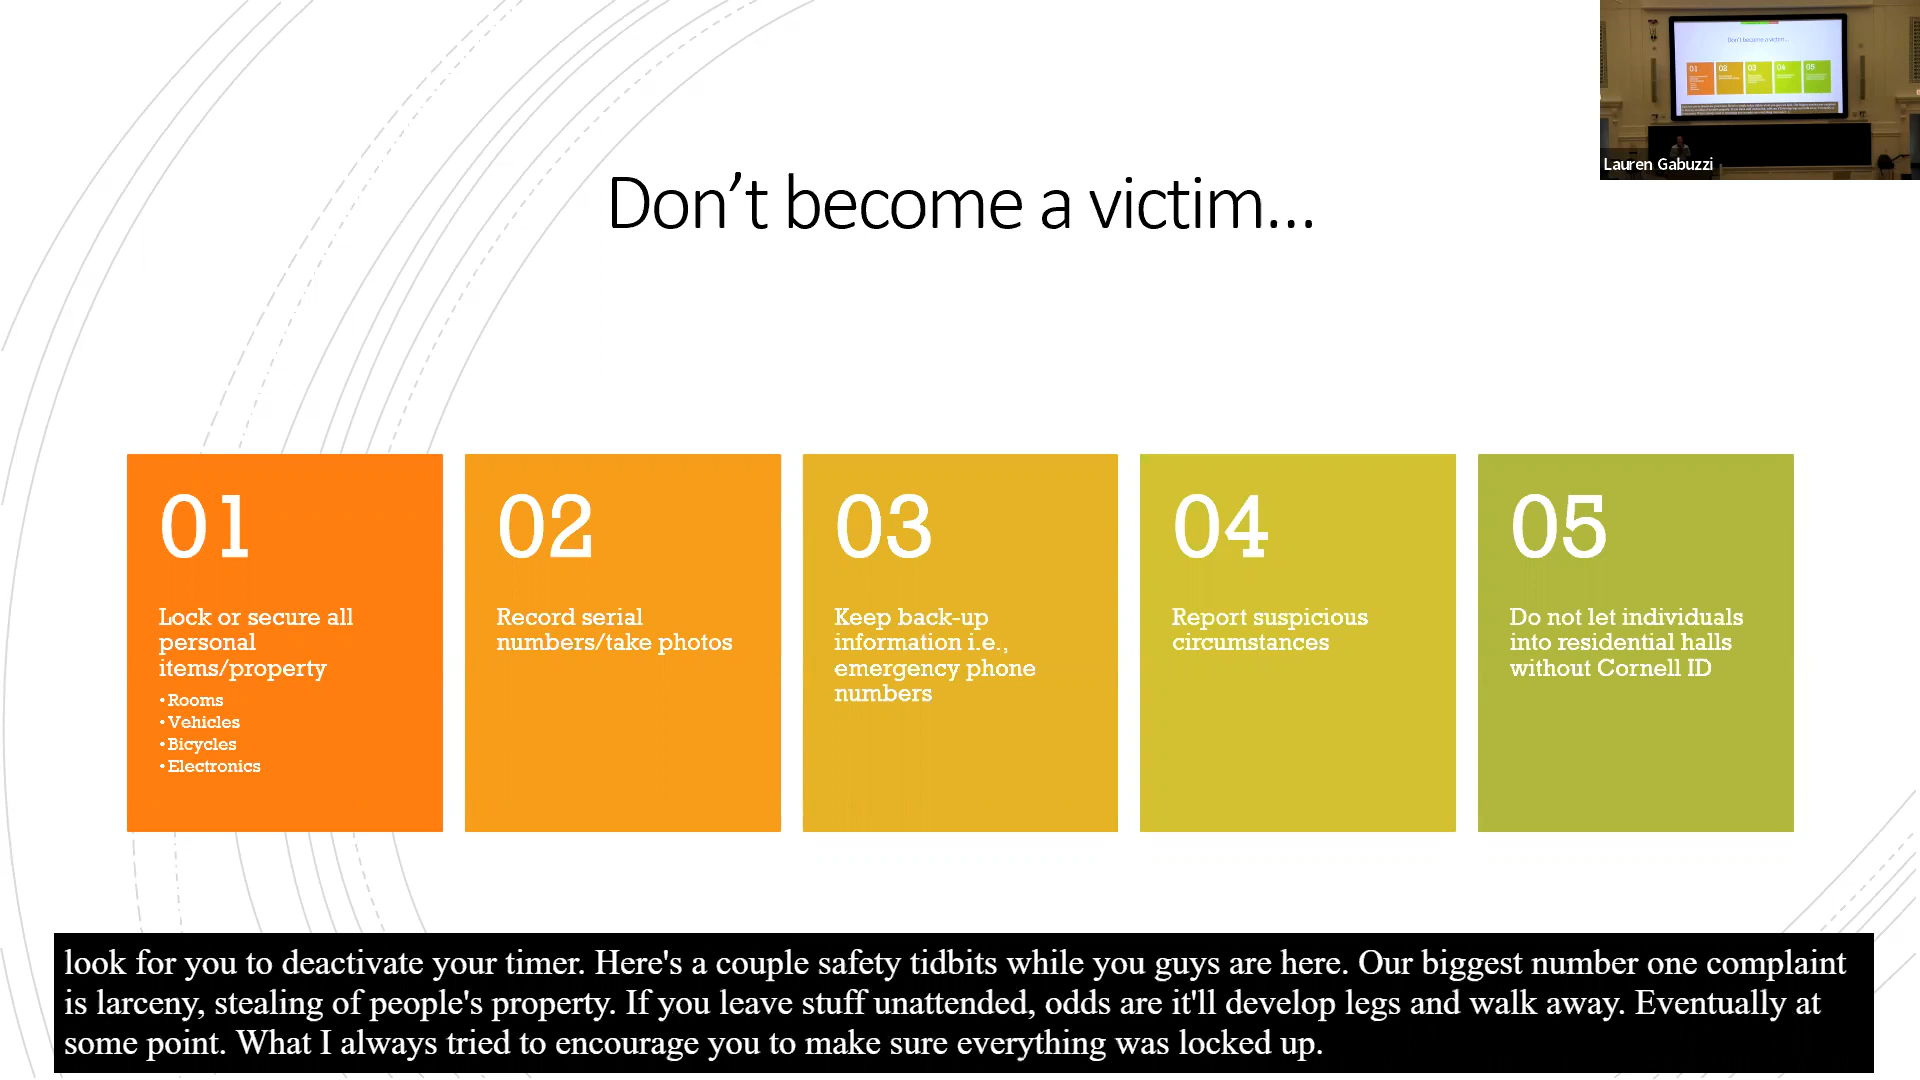 Don't become a victim...
Lauren Gabuzzi
01
Lock or secure all
personal
items/property
• Rooms
• Vehicles
• Bicycles
• Electronics
02
Record serial
numbers/take photos
03
Keep back-up
information i.e.,
emergency phone
numbers
04
Report suspicious
circumstances
05
Do not let individuals
into residential halls
without Cornell ID
look for you to deactivate your timer. Here's a couple safety tidbits while you guys are here. Our biggest number one complaint
is larceny, stealing of people's property. If you leave stuff unattended, odds are it'll develop legs and walk away. Eventually at
some point. What I always tried to encourage you to make sure everything was locked up.